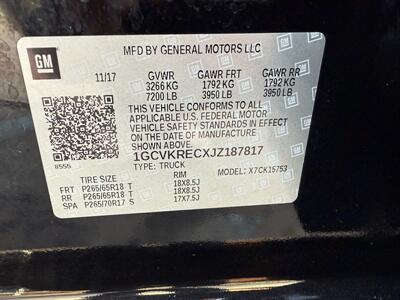 GM
MFD BY GENERAL MOTORS LLC
11/17 GVWR GAWR FRT GAWR RR
3266 KG 1792 KG 1792 KG
7200 LB 3950 LB 3950 LB
THIS VEHICLE CONFORMS TO ALL
APPLICABLE U.S. FEDERAL MOTOR
VEHICLE SAFETY STANDARDS IN EFFECT
ON THE DATE OF MANUFACTURE
SHOWN ABOVE.
1GCVKRECXJZ187817
8555 TYPE: TRUCK MODEL: X7CK15753
TIRE SIZE RIM
FRT P265/65R18 T 18X8.5J
RR P265/65R18 T 18X8.5J
SPA P265/70R17 S 17X7.5J